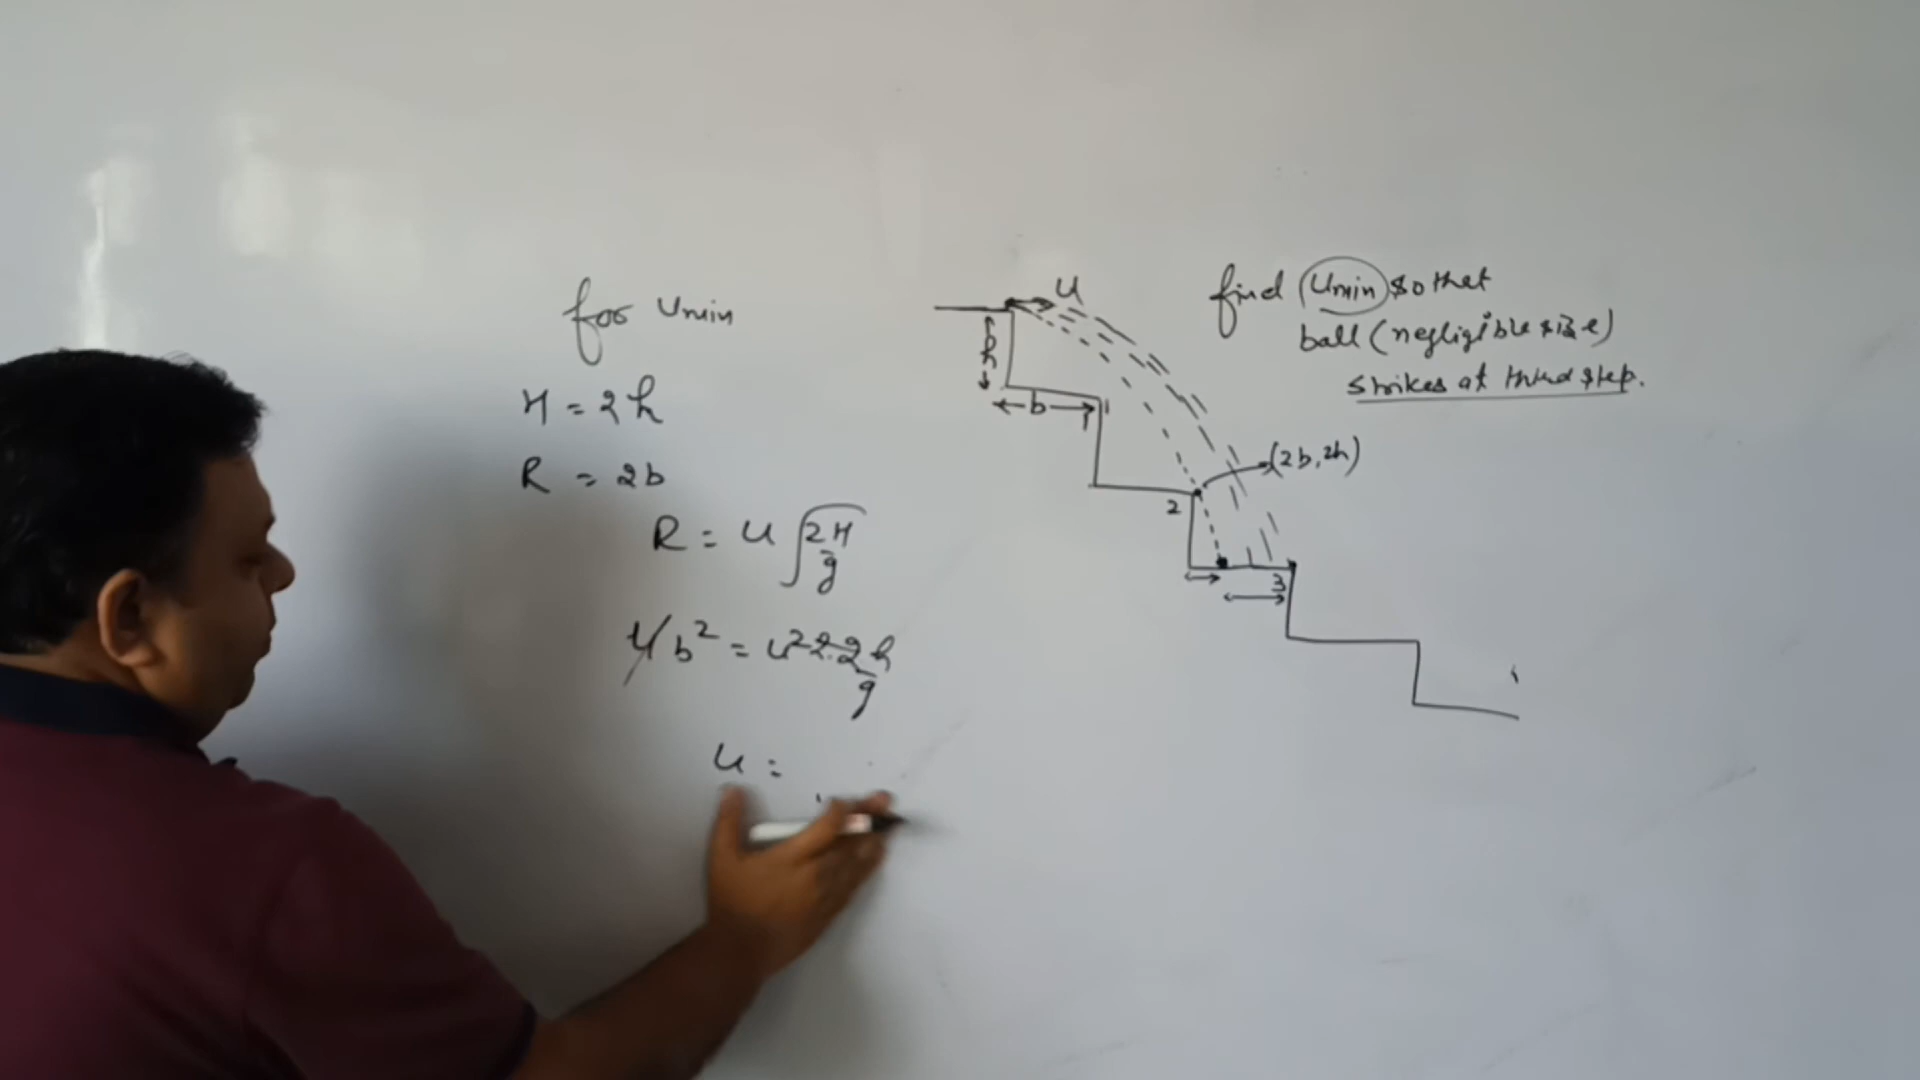 for Umin
H = 2h
R = 2b
R = u √2H/g
4b² = u² 2.2h/g
u =
u
h
b
1
2
3
(2b, 2h)
find Umin so that
ball (negligible size)
strikes at third step.